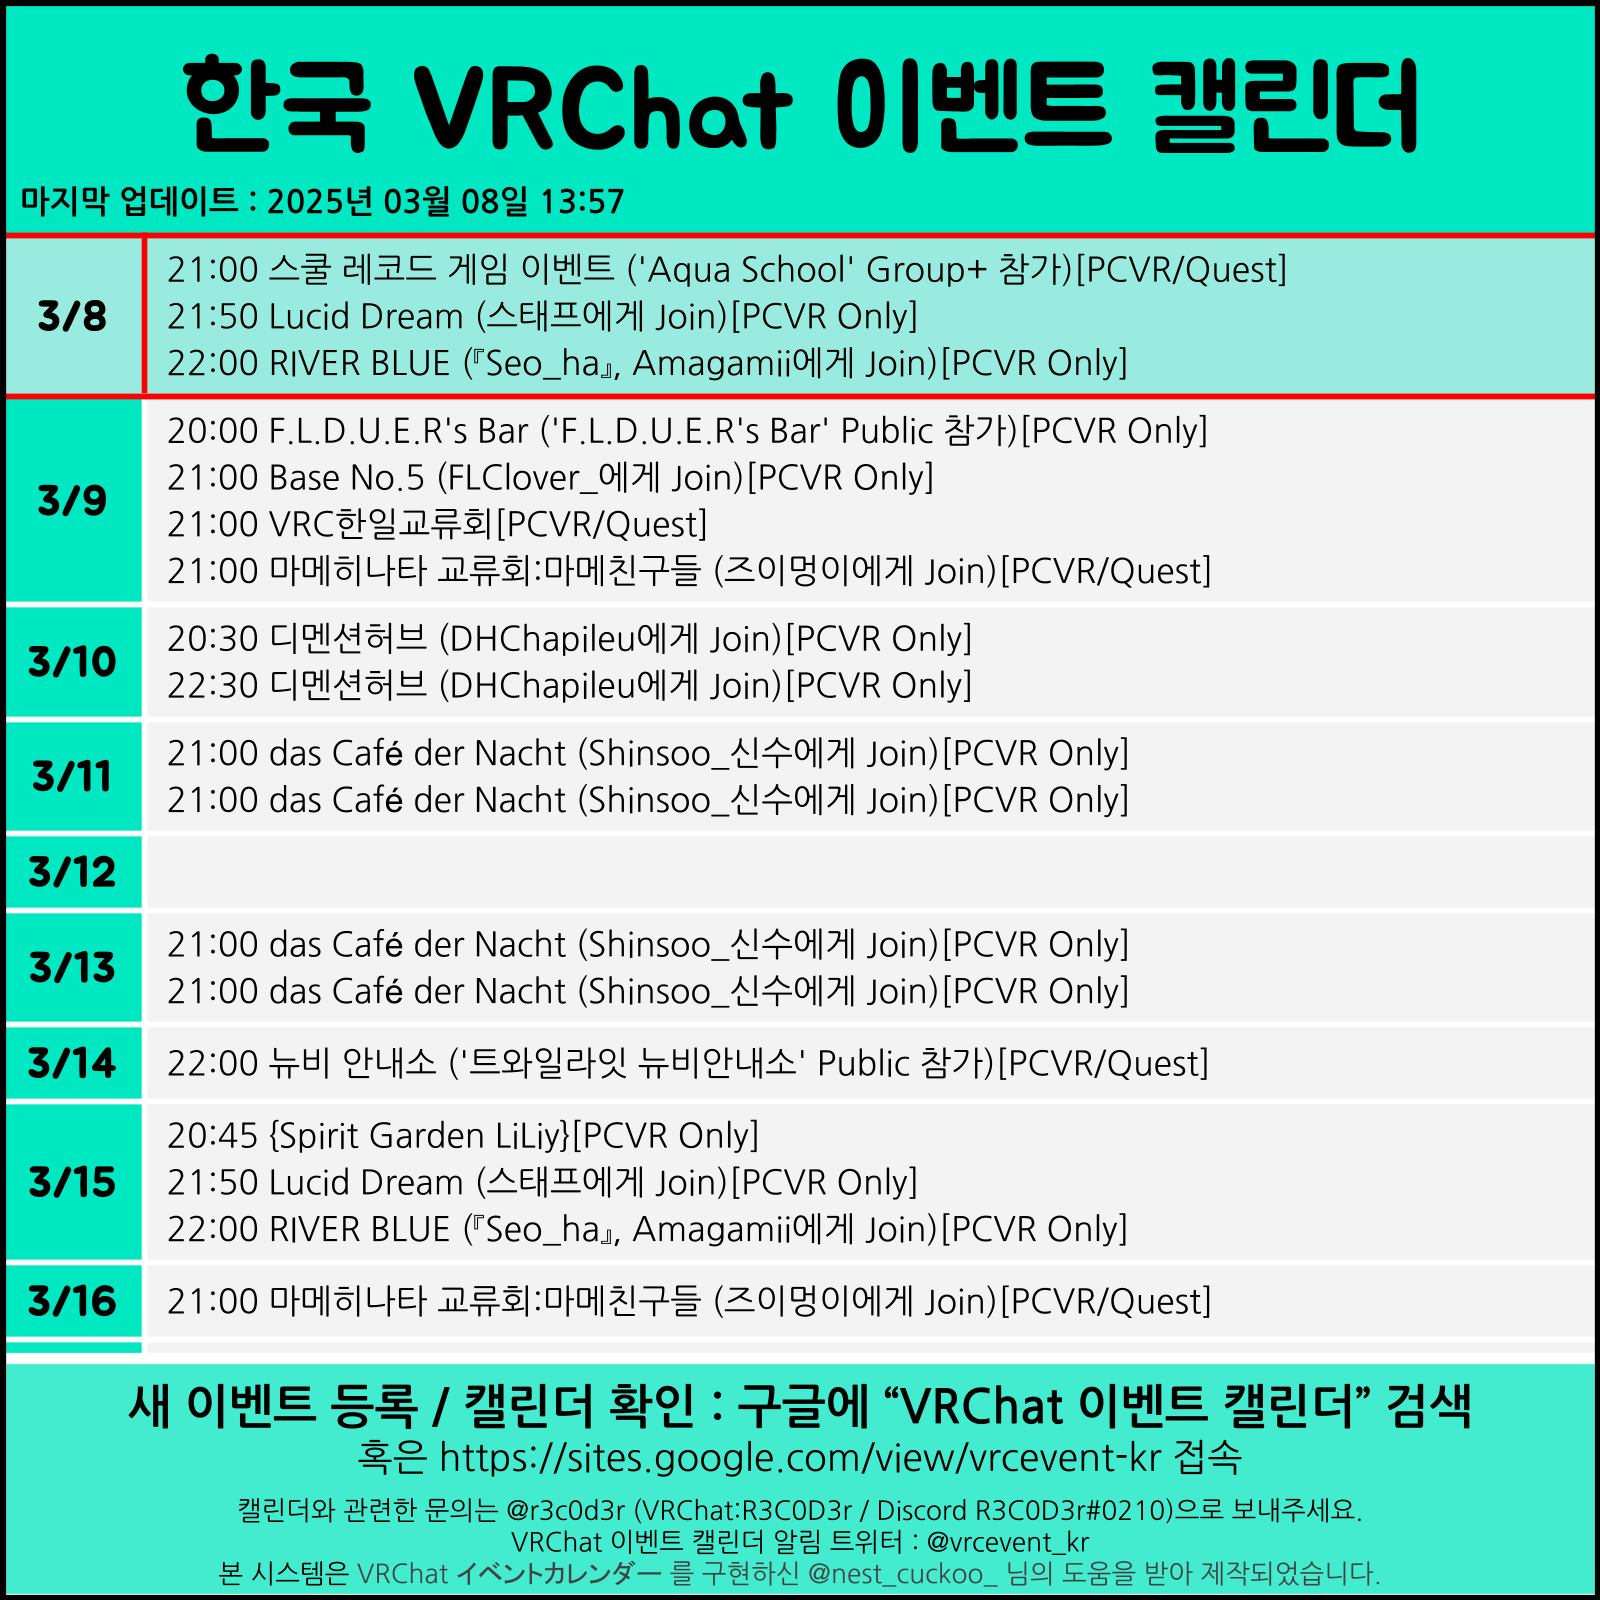 한국 VRChat 이벤트 캘린더
마지막 업데이트 : 2025년 03월 08일 13:57
3/8
21:00 스쿨 레코드 게임 이벤트 ('Aqua School' Group+ 참가)[PCVR/Quest]
21:50 Lucid Dream (스태프에게 Join)[PCVR Only]
22:00 RIVER BLUE (『Seo_ha』, Amagamii에게 Join)[PCVR Only]
3/9
20:00 F.L.D.U.E.R's Bar ('F.L.D.U.E.R's Bar' Public 참가)[PCVR Only]
21:00 Base No.5 (FLClover_에게 Join)[PCVR Only]
21:00 VRC한일교류회[PCVR/Quest]
21:00 마메히나타 교류회:마메친구들 (즈이멍이에게 Join)[PCVR/Quest]
3/10
20:30 디멘션허브 (DHChapileu에게 Join)[PCVR Only]
22:30 디멘션허브 (DHChapileu에게 Join)[PCVR Only]
3/11
21:00 das Café der Nacht (Shinsoo_신수에게 Join)[PCVR Only]
21:00 das Café der Nacht (Shinsoo_신수에게 Join)[PCVR Only]
3/12
3/13
21:00 das Café der Nacht (Shinsoo_신수에게 Join)[PCVR Only]
21:00 das Café der Nacht (Shinsoo_신수에게 Join)[PCVR Only]
3/14
22:00 뉴비 안내소 ('트와일라잇 뉴비안내소' Public 참가)[PCVR/Quest]
3/15
20:45 {Spirit Garden LiLiy}[PCVR Only]
21:50 Lucid Dream (스태프에게 Join)[PCVR Only]
22:00 RIVER BLUE (『Seo_ha』, Amagamii에게 Join)[PCVR Only]
3/16
21:00 마메히나타 교류회:마메친구들 (즈이멍이에게 Join)[PCVR/Quest]
새 이벤트 등록 / 캘린더 확인 : 구글에 “VRChat 이벤트 캘린더” 검색
혹은 https://sites.google.com/view/vrcevent-kr 접속
캘린더와 관련한 문의는 @r3c0d3r (VRChat:R3C0D3r / Discord R3C0D3r#0210)으로 보내주세요.
VRChat 이벤트 캘린더 알림 트위터 : @vrcevent_kr
본 시스템은 VRChat イベントカレンダー 를 구현하신 @nest_cuckoo_ 님의 도움을 받아 제작되었습니다.